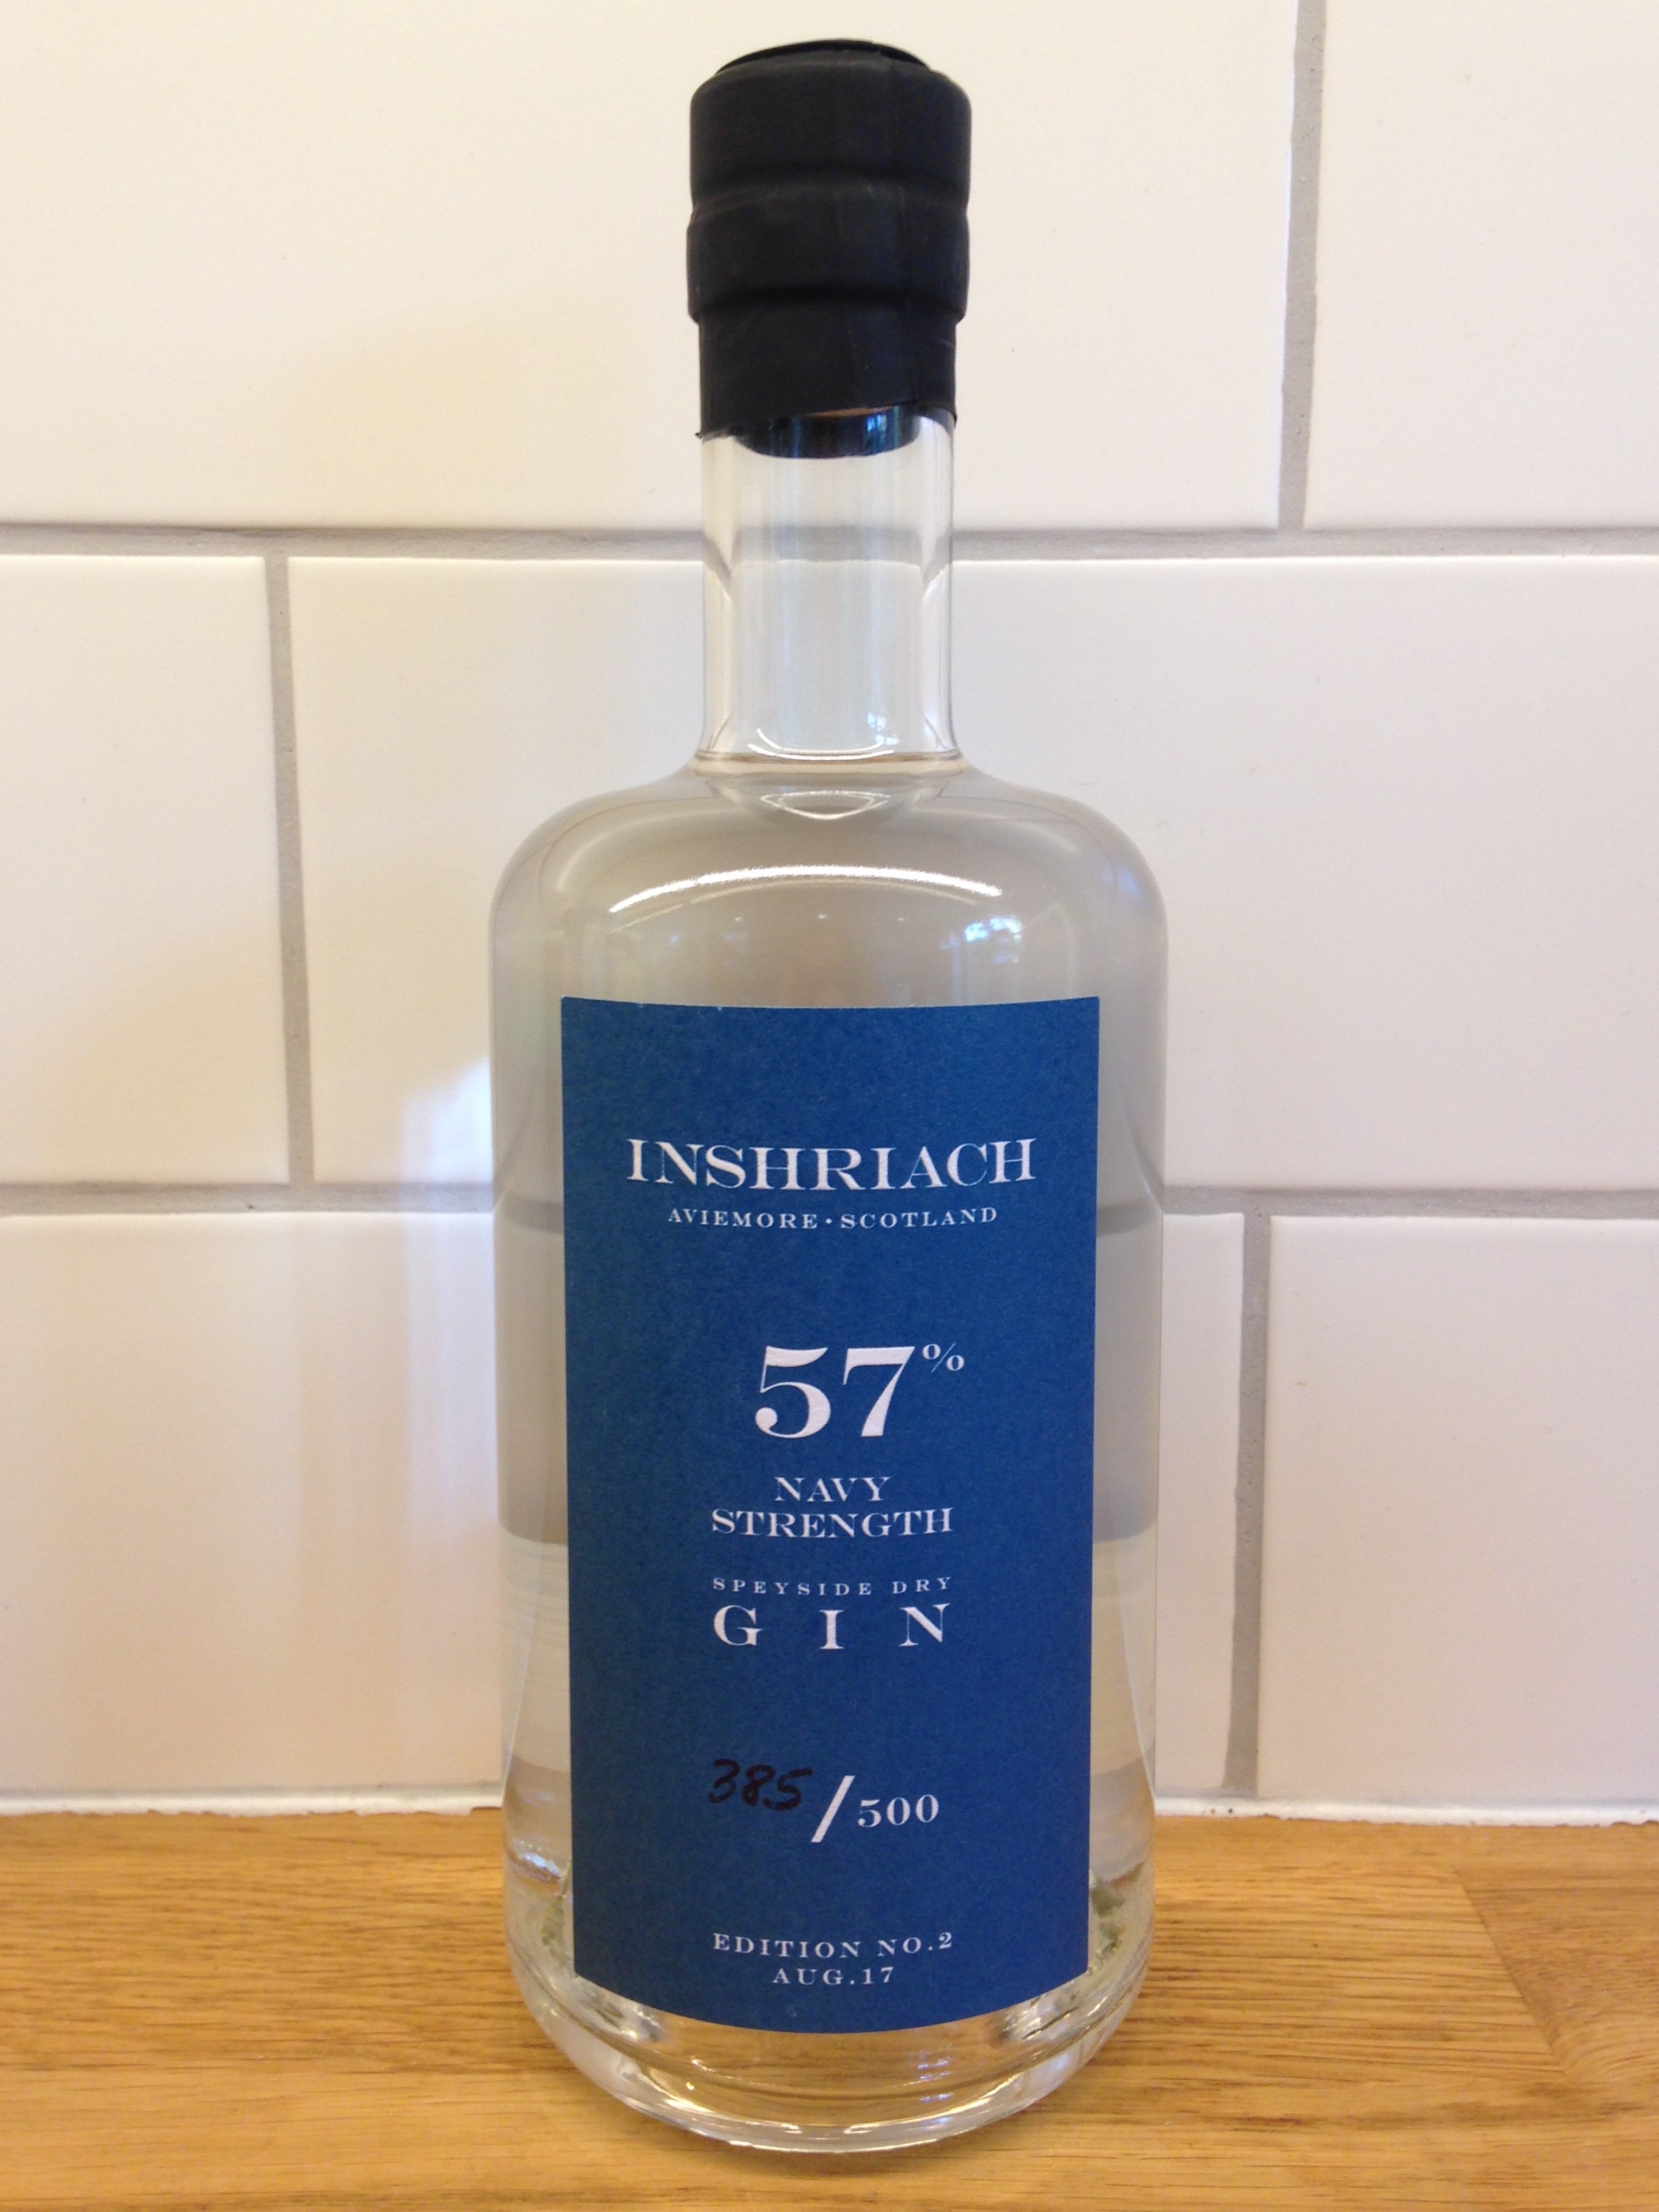 INSHRIACH
AVIEMORE • SCOTLAND
57%
NAVY
STRENGTH
SPEYSIDE DRY
GIN
385/500
EDITION NO.2
AUG.17